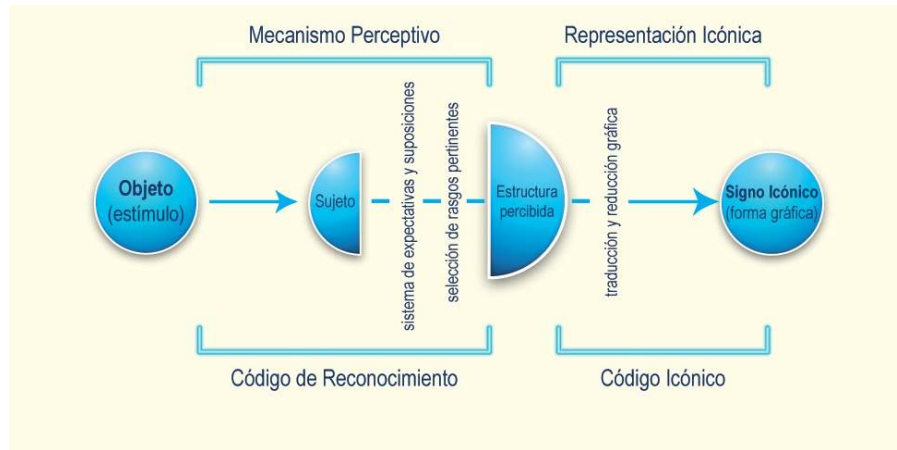 Mecanismo Perceptivo
Representación Icónica
Objeto
(estímulo)
Sujeto
sistema de expectativas y suposiciones
selección de rasgos pertinentes
Estructura
percibida
traducción y reducción gráfica
Signo Icónico
(forma gráfica)
Código de Reconocimiento
Código Icónico